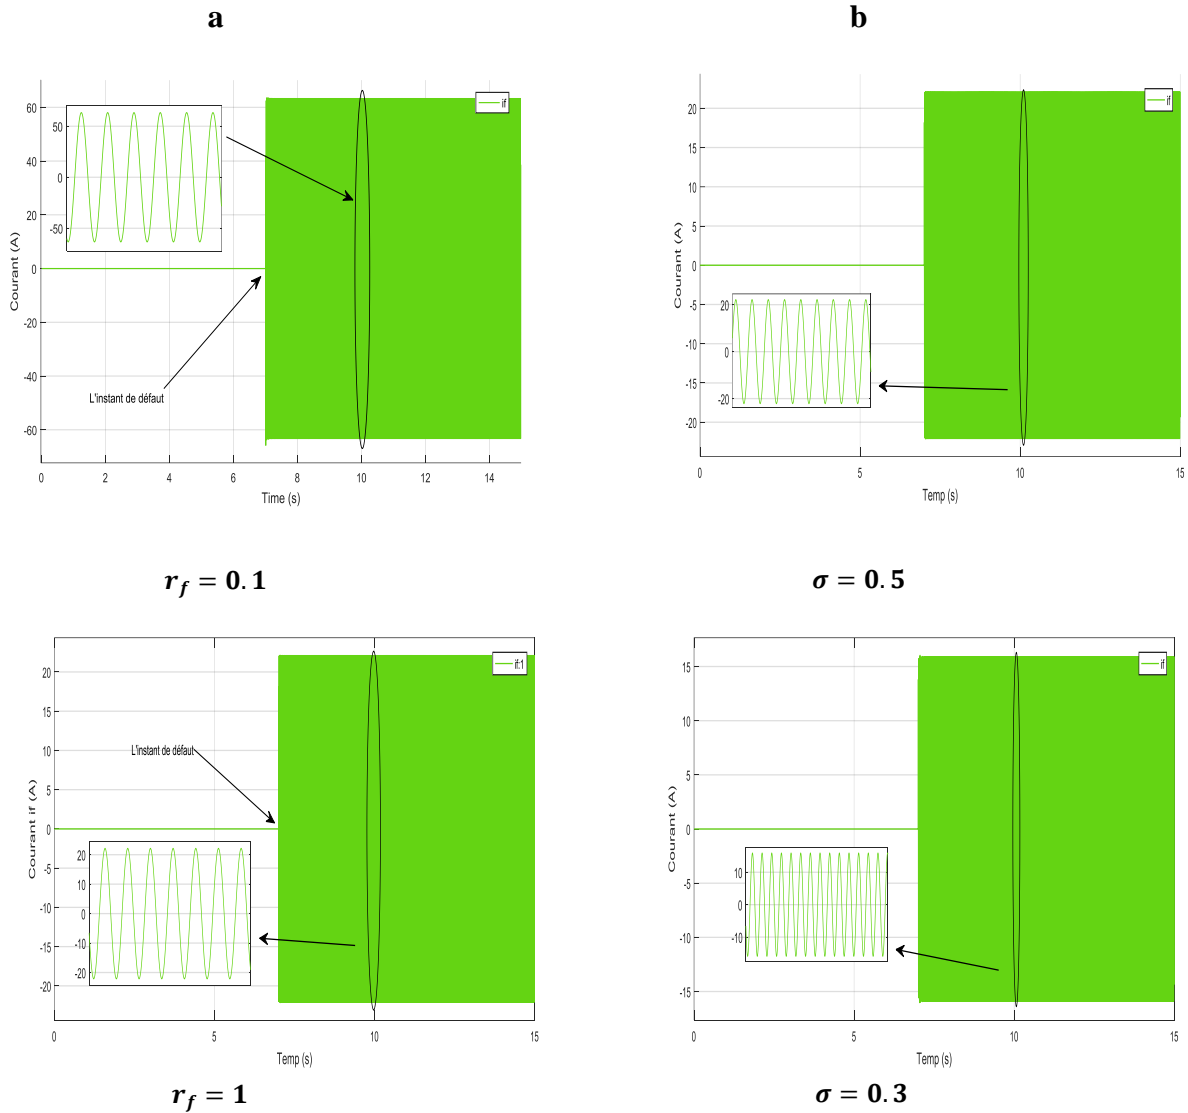 a
b
60
40
20
0
-20
-40
-60
0 2 4 6 8 10 12 14
Courant (A)
Time (s)
if
50
0
-50
L'instant de défaut
20
15
10
5
0
-5
-10
-15
-20
0 5 10 15
Courant (A)
Temp (s)
if
20
0
-20
r_f = 0.1
σ = 0.5
20
15
10
5
0
-5
-10
-15
-20
0 5 10 15
Courant if (A)
Temp (s)
if:1
L'instant de défaut
20
10
0
-10
-20
15
10
5
0
-5
-10
-15
0 5 10 15
Courant (A)
Temp (s)
if
10
0
-10
r_f = 1
σ = 0.3